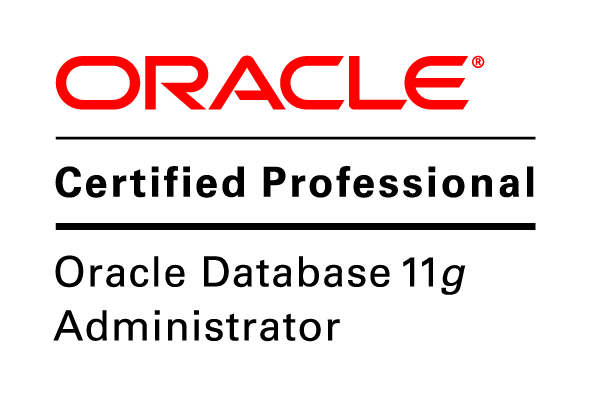 ORACLE®
Certified Professional
Oracle Database 11g
Administrator